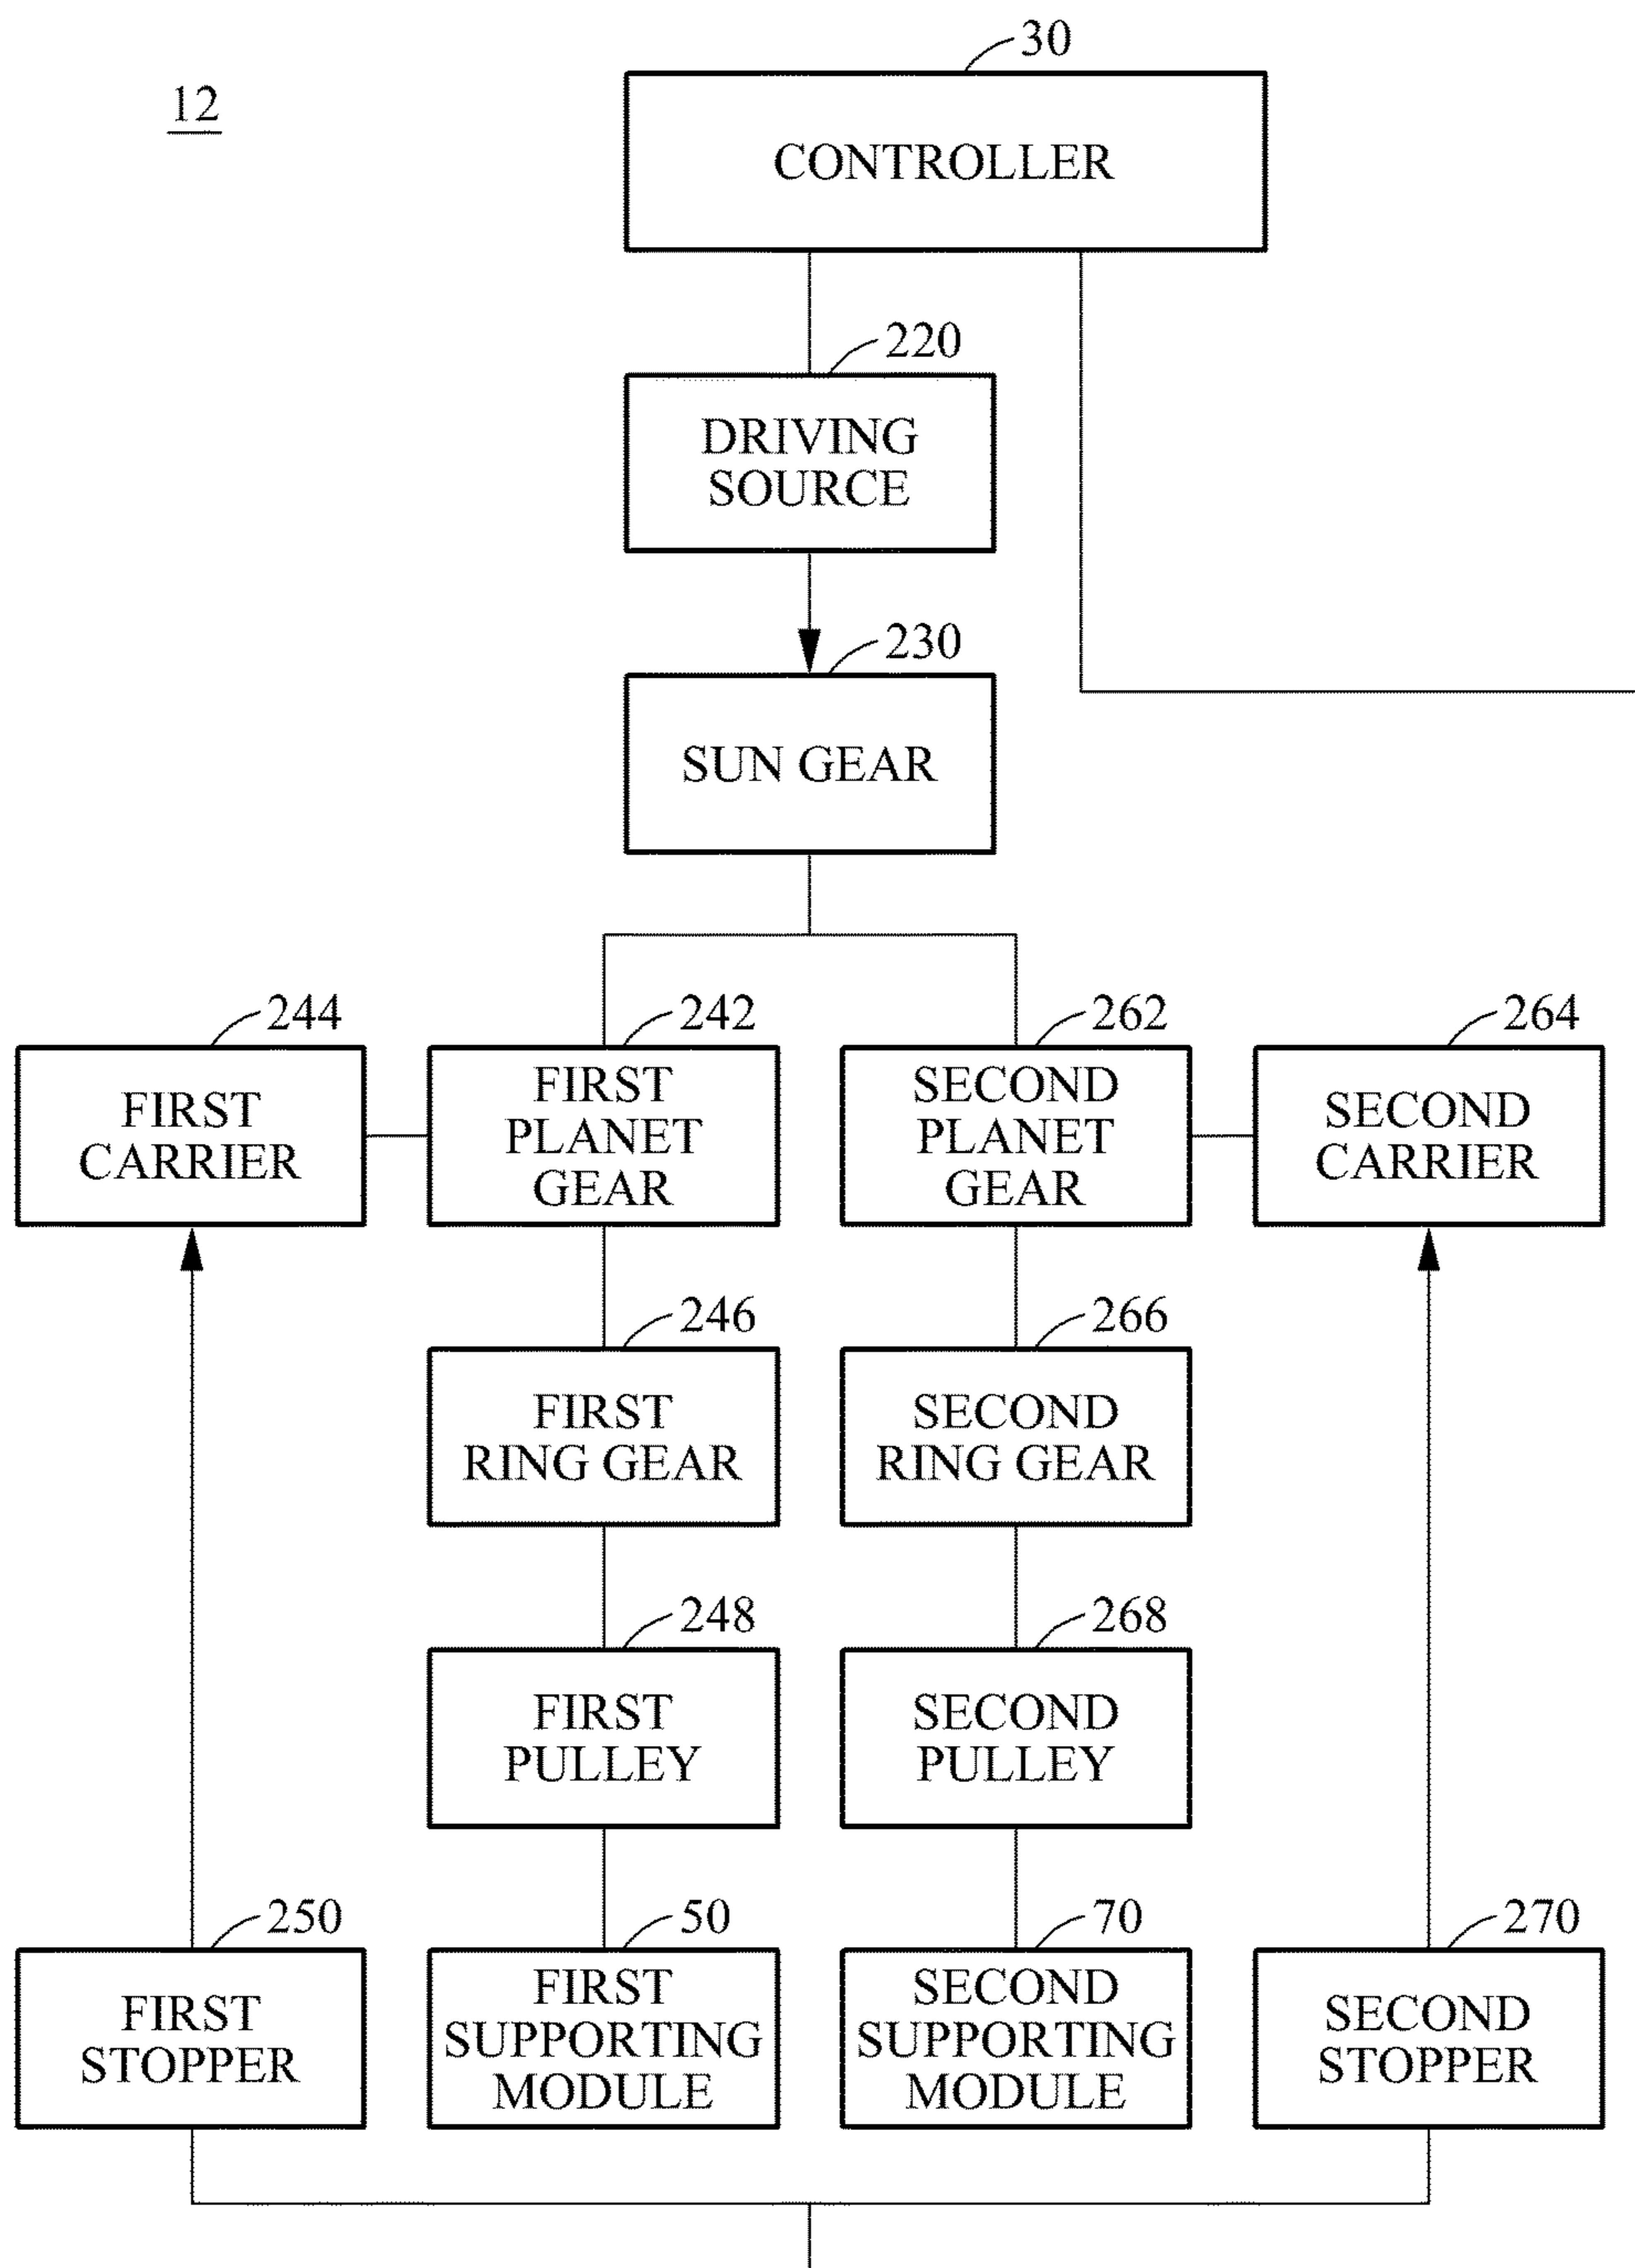 30
12
CONTROLLER
220
DRIVING
SOURCE
230
SUN GEAR
244
242
262
264
FIRST
CARRIER
FIRST
PLANET
GEAR
SECOND
PLANET
GEAR
SECOND
CARRIER
246
266
FIRST
RING GEAR
SECOND
RING GEAR
248
268
FIRST
PULLEY
SECOND
PULLEY
250
50
70
270
FIRST
STOPPER
FIRST
SUPPORTING
MODULE
SECOND
SUPPORTING
MODULE
SECOND
STOPPER